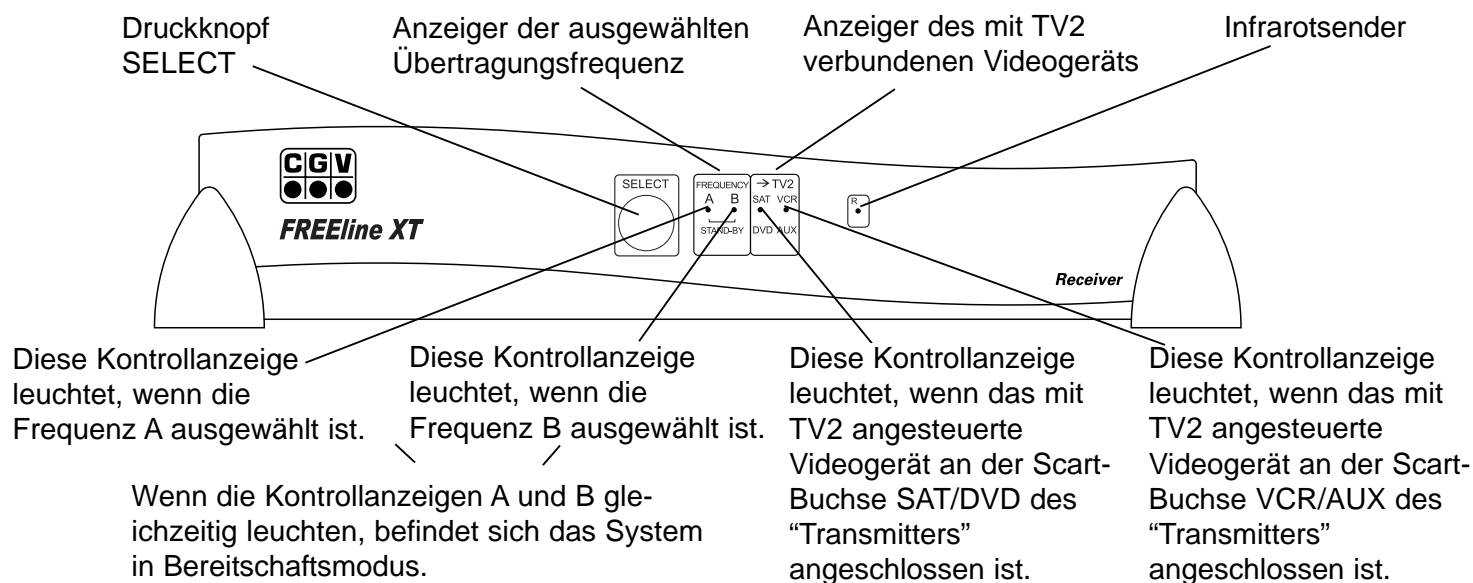 Druckknopf
SELECT
Anzeiger der ausgewählten
Übertragungsfrequenz
Anzeiger des mit TV2
verbundenen Videogeräts
Infrarotsender
CGV
FREEline XT
SELECT
FREQUENCY
A B
STAND-BY
→ TV2
SAT VCR
DVD AUX
R
Receiver
Diese Kontrollanzeige
leuchtet, wenn die
Frequenz A ausgewählt ist.
Diese Kontrollanzeige
leuchtet, wenn die
Frequenz B ausgewählt ist.
Wenn die Kontrollanzeigen A und B gle-
ichzeitig leuchten, befindet sich das System
in Bereitschaftsmodus.
Diese Kontrollanzeige
leuchtet, wenn das mit
TV2 angesteuerte
Videogerät an der Scart-
Buchse SAT/DVD des
“Transmitters”
angeschlossen ist.
Diese Kontrollanzeige
leuchtet, wenn das mit
TV2 angesteuerte
Videogerät an der Scart-
Buchse VCR/AUX des
“Transmitters”
angeschlossen ist.